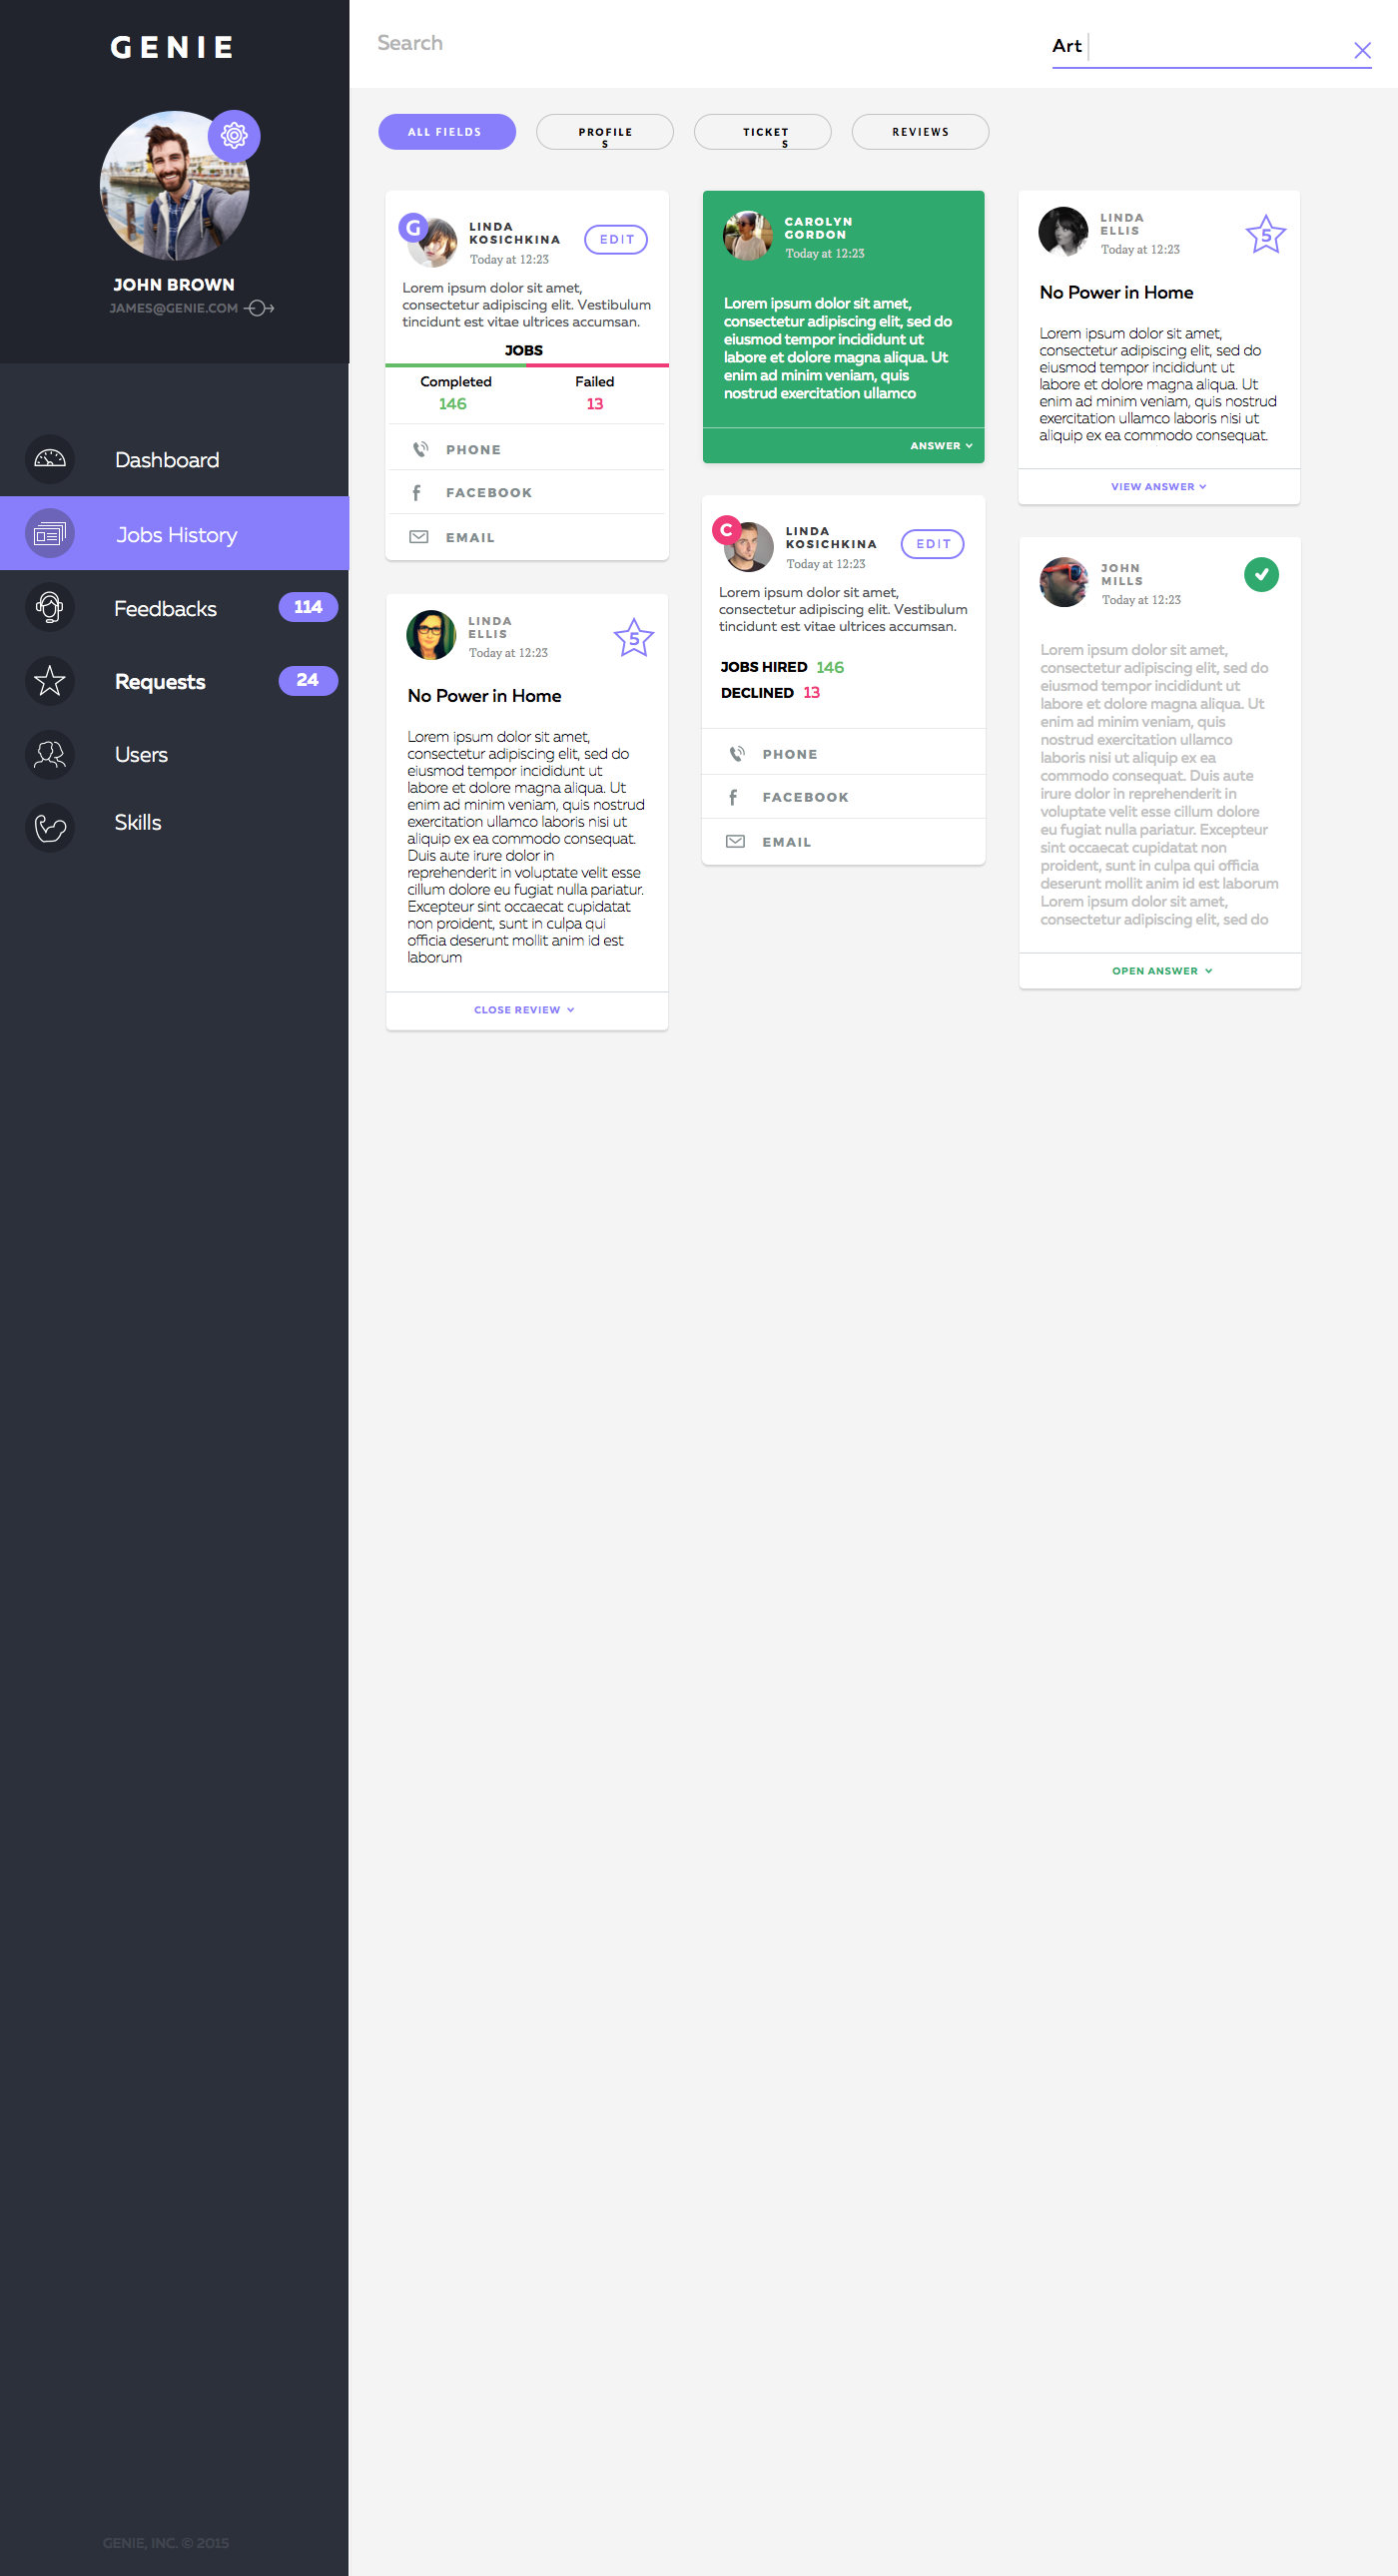 GENIE
JOHN BROWN
JAMES@GENIE.COM
Dashboard
Jobs History
Feedbacks
114
Requests
24
Users
Skills
GENIE, INC. © 2015
Search
Art
ALL FIELDS
PROFILE
S
TICKET
S
REVIEWS
G
LINDA
KOSICHKINA
Today at 12:23
EDIT
Lorem ipsum dolor sit amet,
consectetur adipiscing elit. Vestibulum
tincidunt est vitae ultrices accumsan.
JOBS
Completed
Failed
146
13
PHONE
FACEBOOK
EMAIL
LINDA
ELLIS
Today at 12:23
5
No Power in Home
Lorem ipsum dolor sit amet,
consectetur adipiscing elit, sed do
eiusmod tempor incididunt ut
labore et dolore magna aliqua. Ut
enim ad minim veniam, quis nostrud
exercitation ullamco laboris nisi ut
aliquip ex ea commodo consequat.
Duis aute irure dolor in
reprehenderit in voluptate velit esse
cillum dolore eu fugiat nulla pariatur.
Excepteur sint occaecat cupidatat
non proident, sunt in culpa qui
officia deserunt mollit anim id est
laborum
CLOSE REVIEW
CAROLYN
GORDON
Today at 12:23
Lorem ipsum dolor sit amet,
consectetur adipiscing elit, sed do
eiusmod tempor incididunt ut
labore et dolore magna aliqua. Ut
enim ad minim veniam, quis
nostrud exercitation ullamco
ANSWER
C
LINDA
KOSICHKINA
Today at 12:23
EDIT
Lorem ipsum dolor sit amet,
consectetur adipiscing elit. Vestibulum
tincidunt est vitae ultrices accumsan.
JOBS HIRED 146
DECLINED 13
PHONE
FACEBOOK
EMAIL
LINDA
ELLIS
Today at 12:23
5
No Power in Home
Lorem ipsum dolor sit amet,
consectetur adipiscing elit, sed do
eiusmod tempor incididunt ut
labore et dolore magna aliqua. Ut
enim ad minim veniam, quis nostrud
exercitation ullamco laboris nisi ut
aliquip ex ea commodo consequat.
VIEW ANSWER
JOHN
MILLS
Today at 12:23
Lorem ipsum dolor sit amet,
consectetur adipiscing elit, sed do
eiusmod tempor incididunt ut
labore et dolore magna aliqua. Ut
enim ad minim veniam, quis
nostrud exercitation ullamco
laboris nisi ut aliquip ex ea
commodo consequat. Duis aute
irure dolor in reprehenderit in
voluptate velit esse cillum dolore
eu fugiat nulla pariatur. Excepteur
sint occaecat cupidatat non
proident, sunt in culpa qui officia
deserunt mollit anim id est laborum
Lorem ipsum dolor sit amet,
consectetur adipiscing elit, sed do
OPEN ANSWER